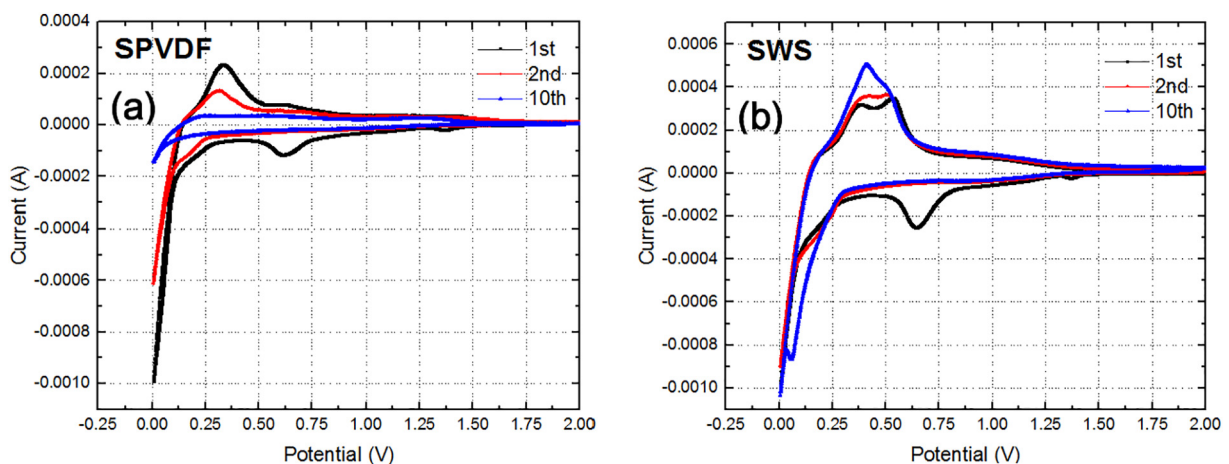 SPVDF
(a)
1st
2nd
10th
0.0004
0.0002
0.0000
-0.0002
-0.0004
-0.0006
-0.0008
-0.0010
Current (A)
-0.25 0.00 0.25 0.50 0.75 1.00 1.25 1.50 1.75 2.00
Potential (V)
SWS
(b)
1st
2nd
10th
0.0006
0.0004
0.0002
0.0000
-0.0002
-0.0004
-0.0006
-0.0008
-0.0010
Current (A)
-0.25 0.00 0.25 0.50 0.75 1.00 1.25 1.50 1.75 2.00
Potential (V)